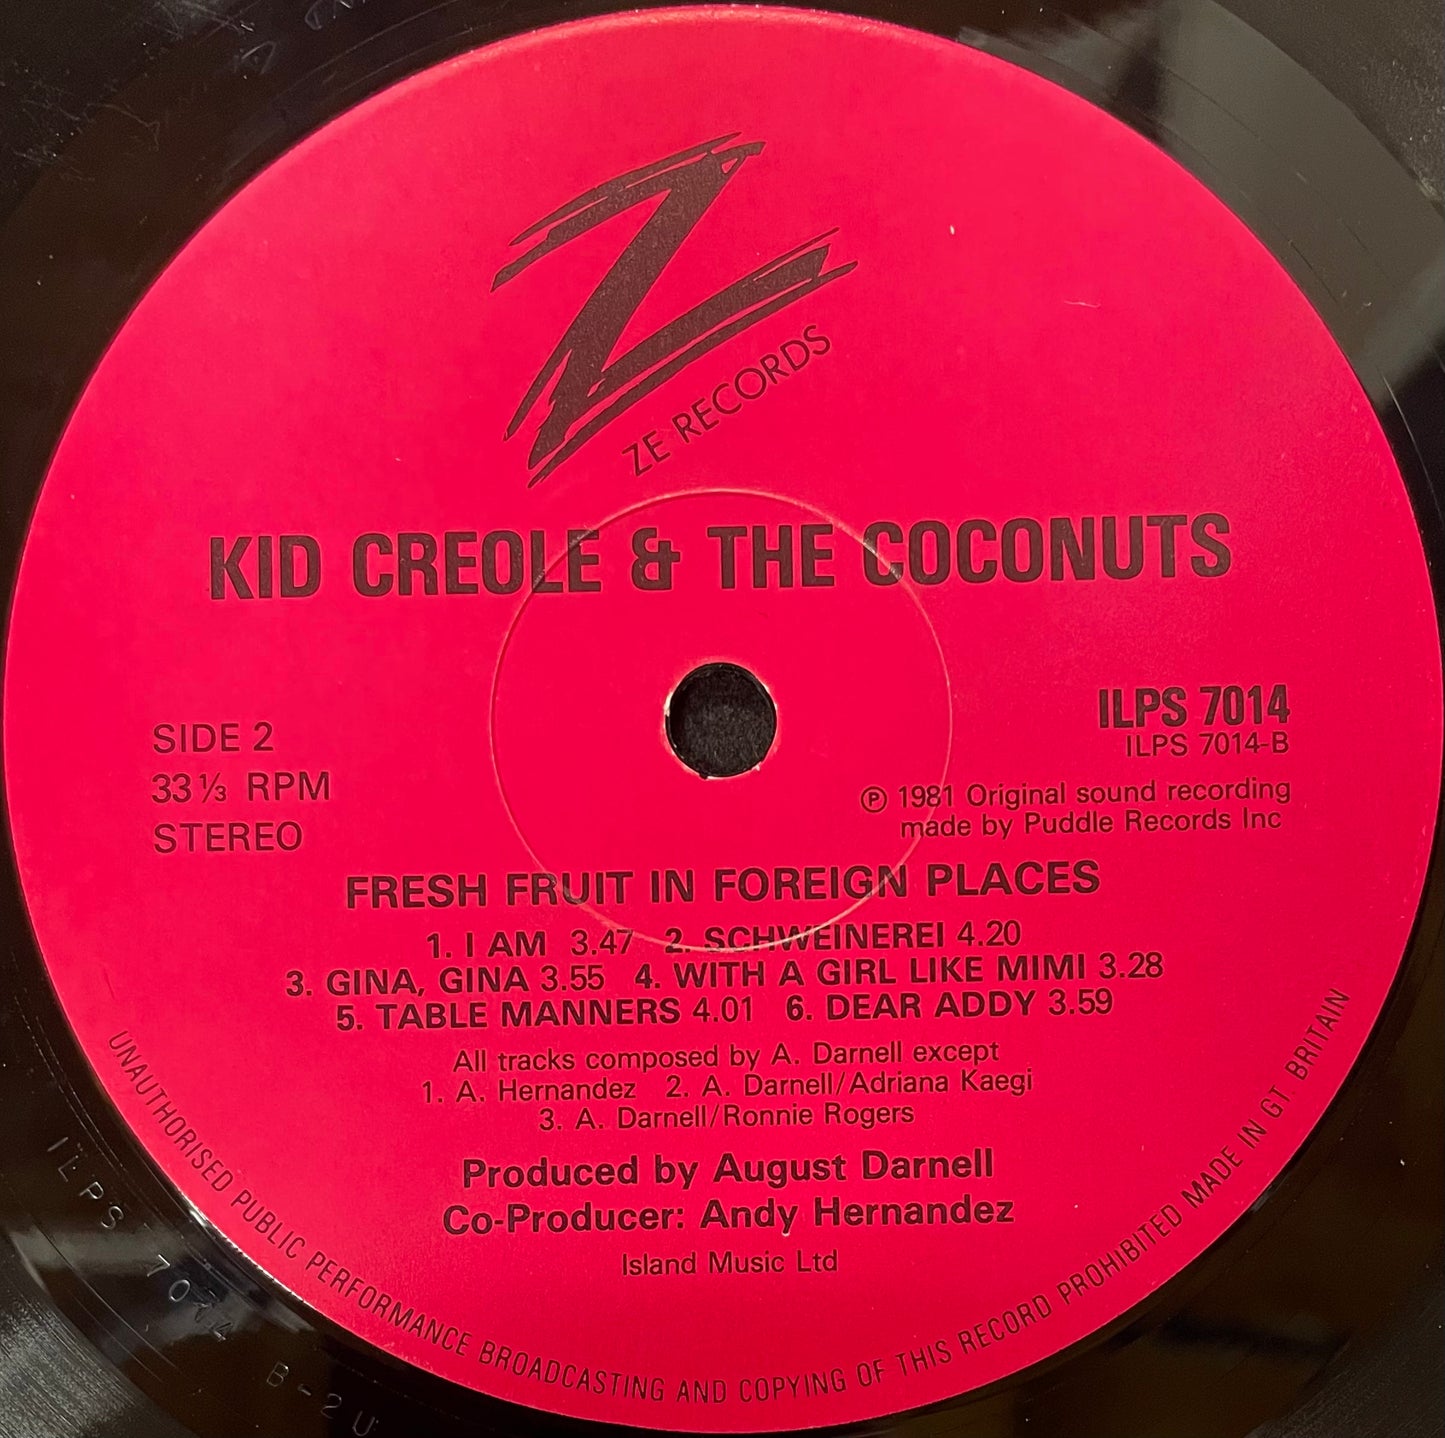 Z
ZE RECORDS
KID CREOLE & THE COCONUTS
SIDE 2
33⅓ RPM
STEREO
ILPS 7014
ILPS 7014-B
℗ 1981 Original sound recording
made by Puddle Records Inc
FRESH FRUIT IN FOREIGN PLACES
1. I AM 3.47 2. SCHWEINEREI 4.20
3. GINA, GINA 3.55 4. WITH A GIRL LIKE MIMI 3.28
5. TABLE MANNERS 4.01 6. DEAR ADDY 3.59
All tracks composed by A. Darnell except
1. A. Hernandez 2. A. Darnell/Adriana Kaegi
3. A. Darnell/Ronnie Rogers
Produced by August Darnell
Co-Producer: Andy Hernandez
Island Music Ltd
UNAUTHORISED PUBLIC PERFORMANCE BROADCASTING AND COPYING OF THIS RECORD PROHIBITED MADE IN GT. BRITAIN
ILPS 7014 B-2U